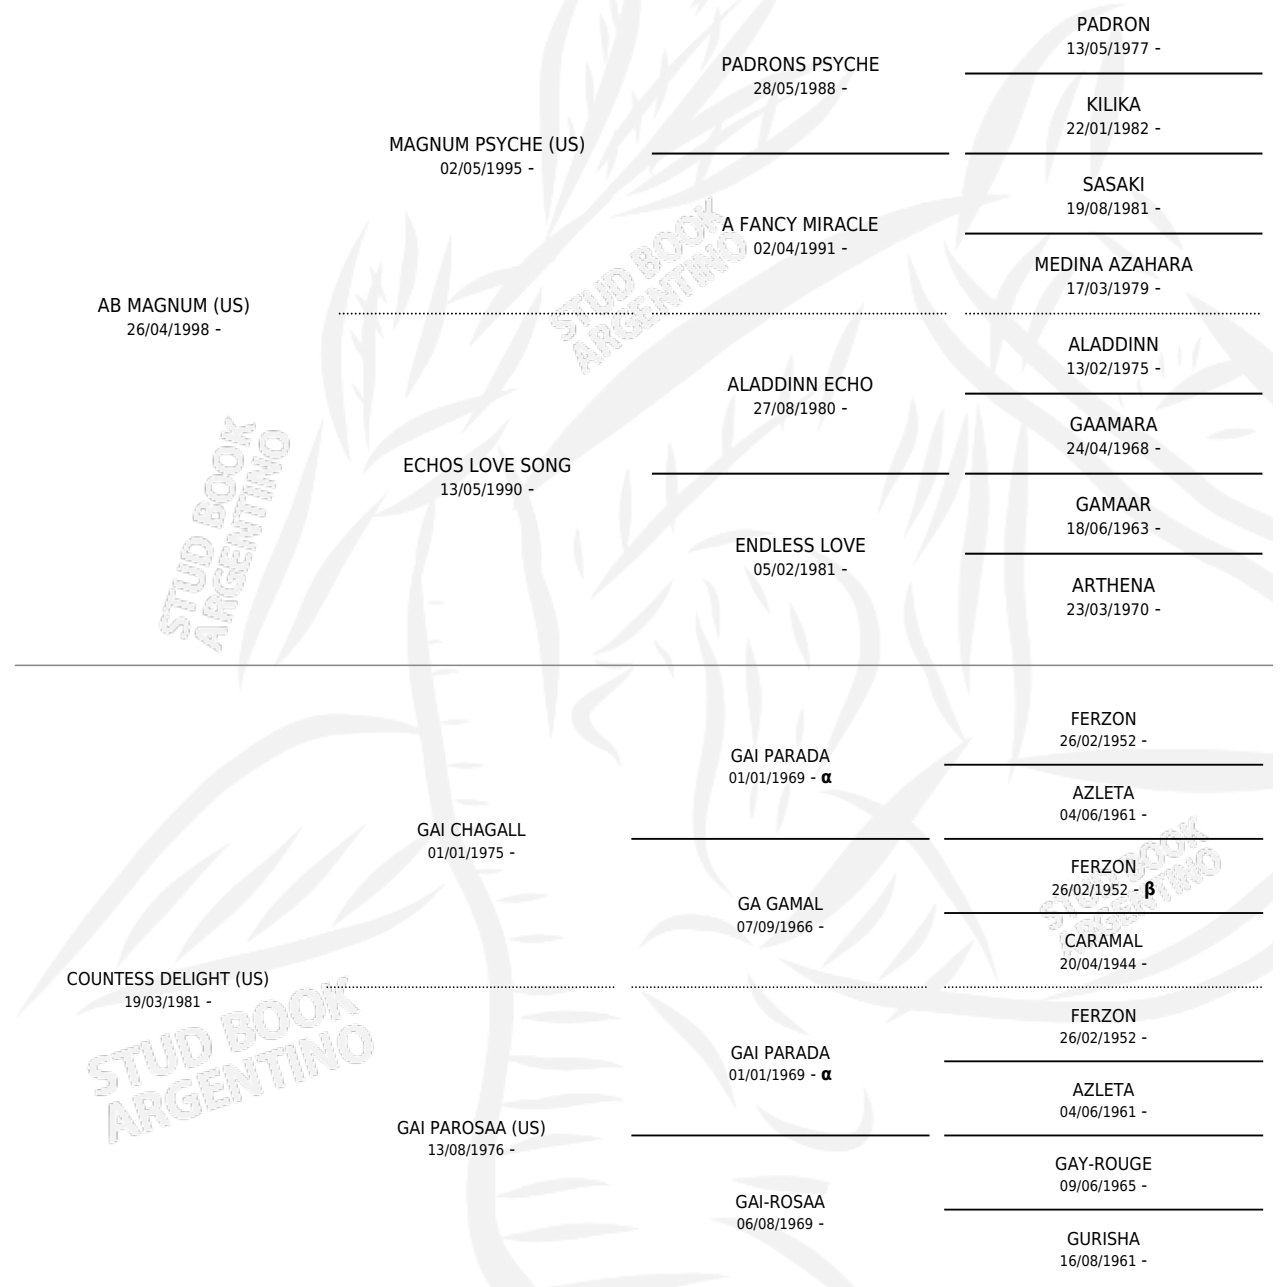 PADRON
13/05/1977 -
PADRONS PSYCHE
28/05/1988 -
KILIKA
22/01/1982 -
MAGNUM PSYCHE (US)
02/05/1995 -
SASAKI
19/08/1981 -
A FANCY MIRACLE
02/04/1991 -
MEDINA AZAHARA
17/03/1979 -
AB MAGNUM (US)
26/04/1998 -
ALADDINN
13/02/1975 -
ALADDINN ECHO
27/08/1980 -
GAAMARA
24/04/1968 -
ECHOS LOVE SONG
13/05/1990 -
GAMAAR
18/06/1963 -
ENDLESS LOVE
05/02/1981 -
ARTHENA
23/03/1970 -
FERZON
26/02/1952 -
GAI PARADA
01/01/1969 - α
AZLETA
04/06/1961 -
GAI CHAGALL
01/01/1975 -
FERZON
26/02/1952 - β
GA GAMAL
07/09/1966 -
CARAMAL
20/04/1944 -
COUNTESS DELIGHT (US)
19/03/1981 -
FERZON
26/02/1952 -
GAI PARADA
01/01/1969 - α
AZLETA
04/06/1961 -
GAI PAROSAA (US)
13/08/1976 -
GAY-ROUGE
09/06/1965 -
GAI-ROSAA
06/08/1969 -
GURISHA
16/08/1961 -
STUD BOOK
ARGENTINO
STUD BOOK
ARGENTINO
STUD BOOK
ARGENTINO
STUD BOOK
ARGENTINO